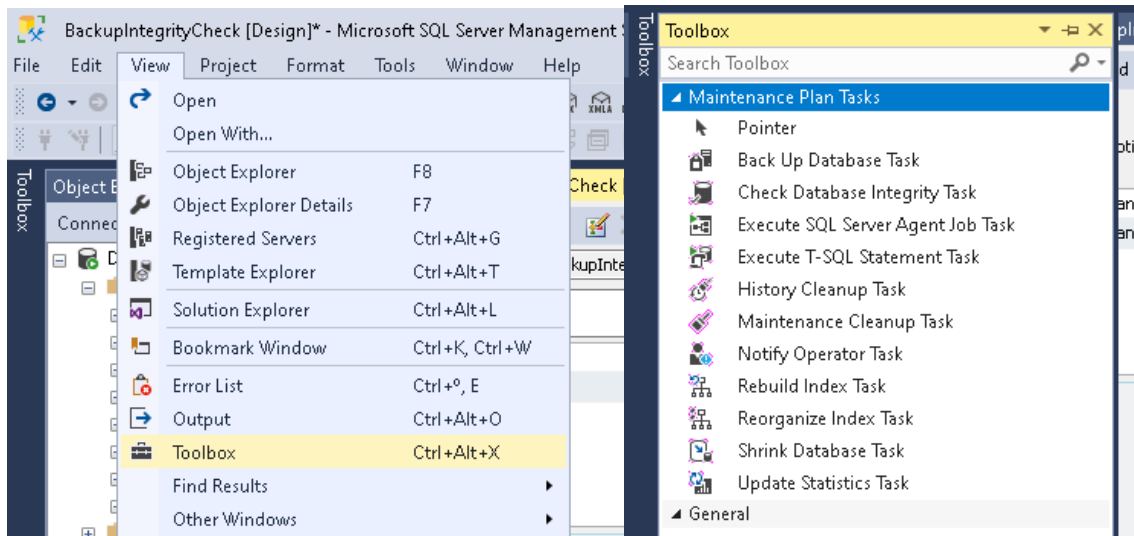 BackupIntegrityCheck [Design]* - Microsoft SQL Server Management
File Edit View Project Format Tools Window Help
XMLA
Open
Open With...
Object Explorer F8
Object Explorer Details F7
Registered Servers Ctrl+Alt+G
Template Explorer Ctrl+Alt+T
Solution Explorer Ctrl+Alt+L
Bookmark Window Ctrl+K, Ctrl+W
Error List Ctrl+º, E
Output Ctrl+Alt+O
Toolbox Ctrl+Alt+X
Find Results
Other Windows
Toolbox
Object E
Connec
Check
kupInte
Toolbox
Toolbox
Search Toolbox
Maintenance Plan Tasks
Pointer
Back Up Database Task
Check Database Integrity Task
Execute SQL Server Agent Job Task
Execute T-SQL Statement Task
History Cleanup Task
Maintenance Cleanup Task
Notify Operator Task
Rebuild Index Task
Reorganize Index Task
Shrink Database Task
Update Statistics Task
General